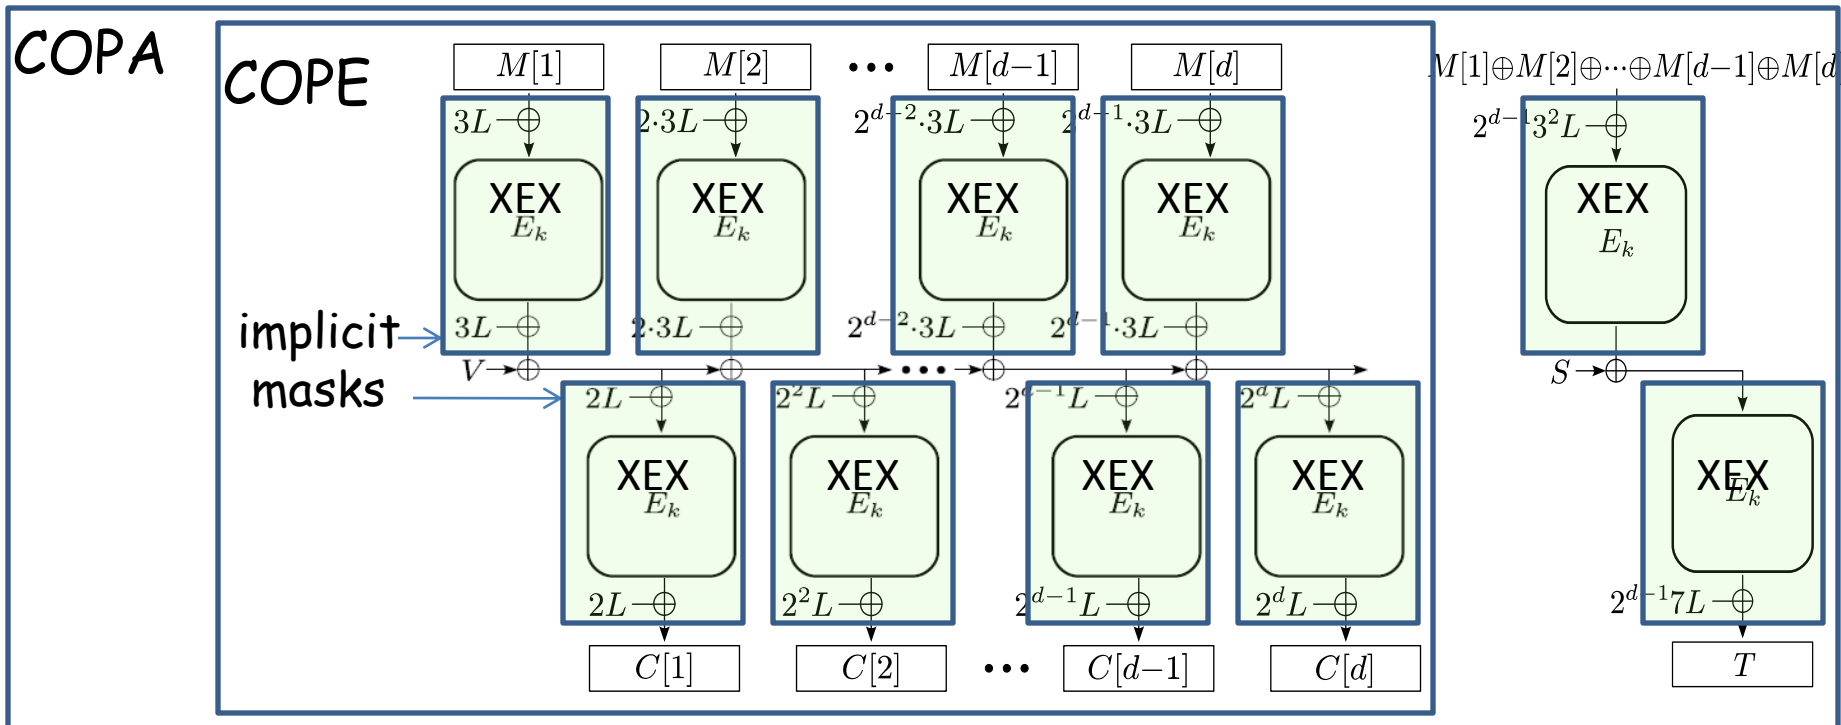 COPA
COPE
M[1] M[2] ••• M[d−1] M[d] M[1]⊕M[2]⊕···⊕M[d−1]⊕M[d
3L 2·3L 2^{d−2}·3L 2^{d−1}·3L 2^{d−1}3^2L
XEX XEX XEX XEX XEX
E_k E_k E_k E_k E_k
implicit 3L 2·3L 2^{d−2}·3L 2^{d−1}·3L
V ••• S
masks 2L 2^2L 2^{d−1}L 2^dL
XEX XEX XEX XEX XEX
E_k E_k E_k E_k E_k
2L 2^2L 2^{d−1}L 2^dL 2^{d−1}7L
C[1] C[2] ••• C[d−1] C[d] T